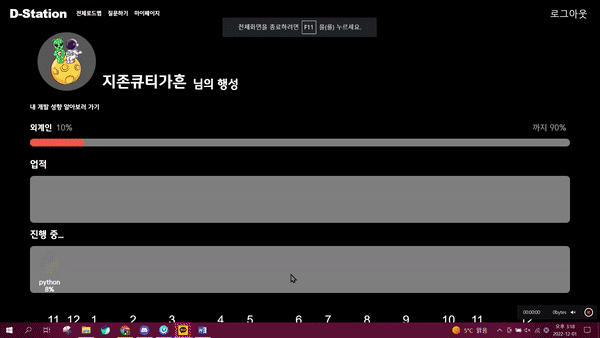 D-Station 전체로드맵 질문하기 마이페이지 로그아웃
전체화면을 종료하려면 F11 을(를) 누르세요.
지존큐티가흔 님의 행성
내 개발 성향 알아보러 가기
외계인 10% 까지 90%
업적
진행 중...
python
8%
11 12 1 2 3 4 5 6 7 8 9 10 11 12
00:00:00 0bytes
5°C 맑음 오후 3:18
2022-12-01